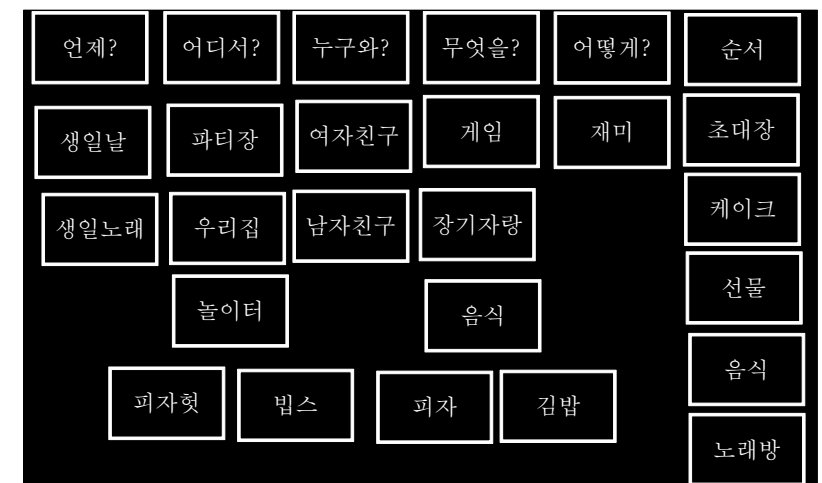 언제? 어디서? 누구와? 무엇을? 어떻게? 순서
생일날 파티장 여자친구 게임 재미 초대장
생일노래 우리집 남자친구 장기자랑 케이크
놀이터 음식 선물
피자헛 빕스 피자 김밥 음식
노래방